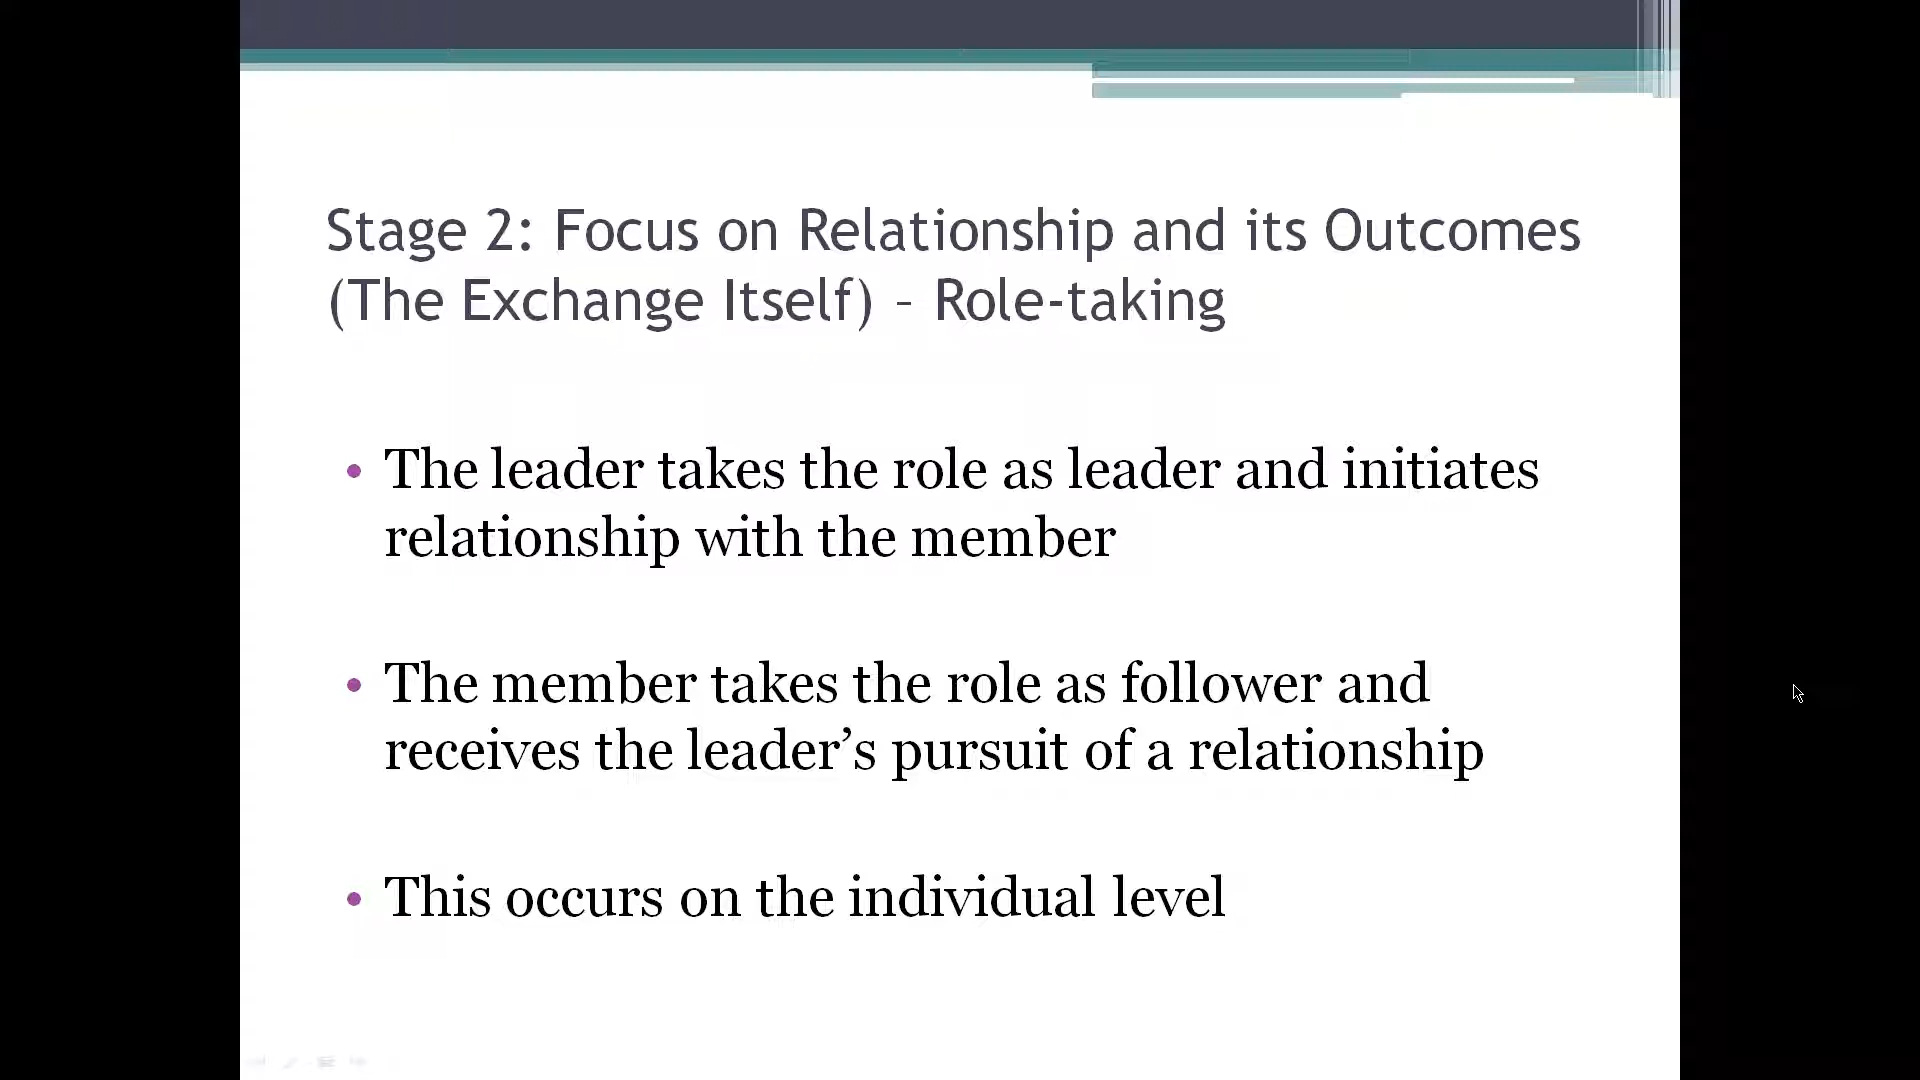 Stage 2: Focus on Relationship and its Outcomes
(The Exchange Itself) – Role-taking
• The leader takes the role as leader and initiates
relationship with the member
• The member takes the role as follower and
receives the leader’s pursuit of a relationship
• This occurs on the individual level